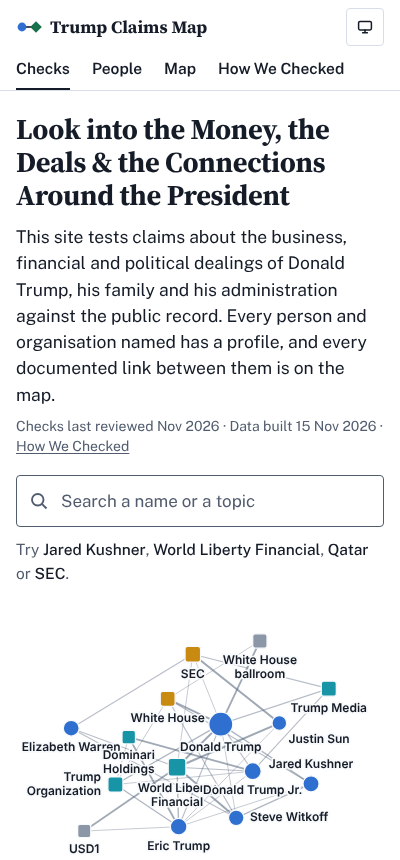 Trump Claims Map
Checks People Map How We Checked
Look into the Money, the
Deals & the Connections
Around the President
This site tests claims about the business,
financial and political dealings of Donald
Trump, his family and his administration
against the public record. Every person and
organisation named has a profile, and every
documented link between them is on the
map.
Checks last reviewed Nov 2026 · Data built 15 Nov 2026 ·
How We Checked
Search a name or a topic
Try Jared Kushner, World Liberty Financial, Qatar
or SEC.
White House
ballroom
SEC
Trump Media
White House
Justin Sun
Elizabeth Warren
Donald Trump
Dominari
Holdings
Jared Kushner
Trump
Organization
World Libe
Financial
Donald Trump Jr.
Steve Witkoff
USD1
Eric Trump